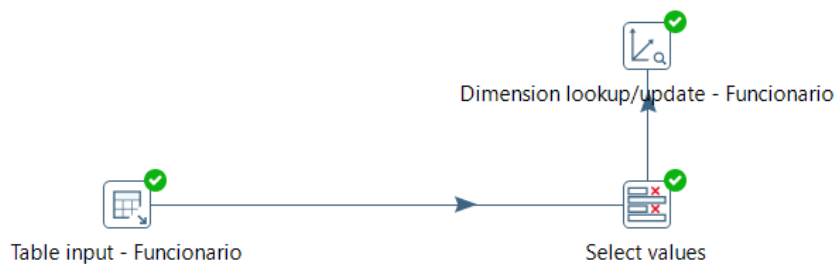 Dimension lookup/update - Funcionario
Table input - Funcionario
Select values